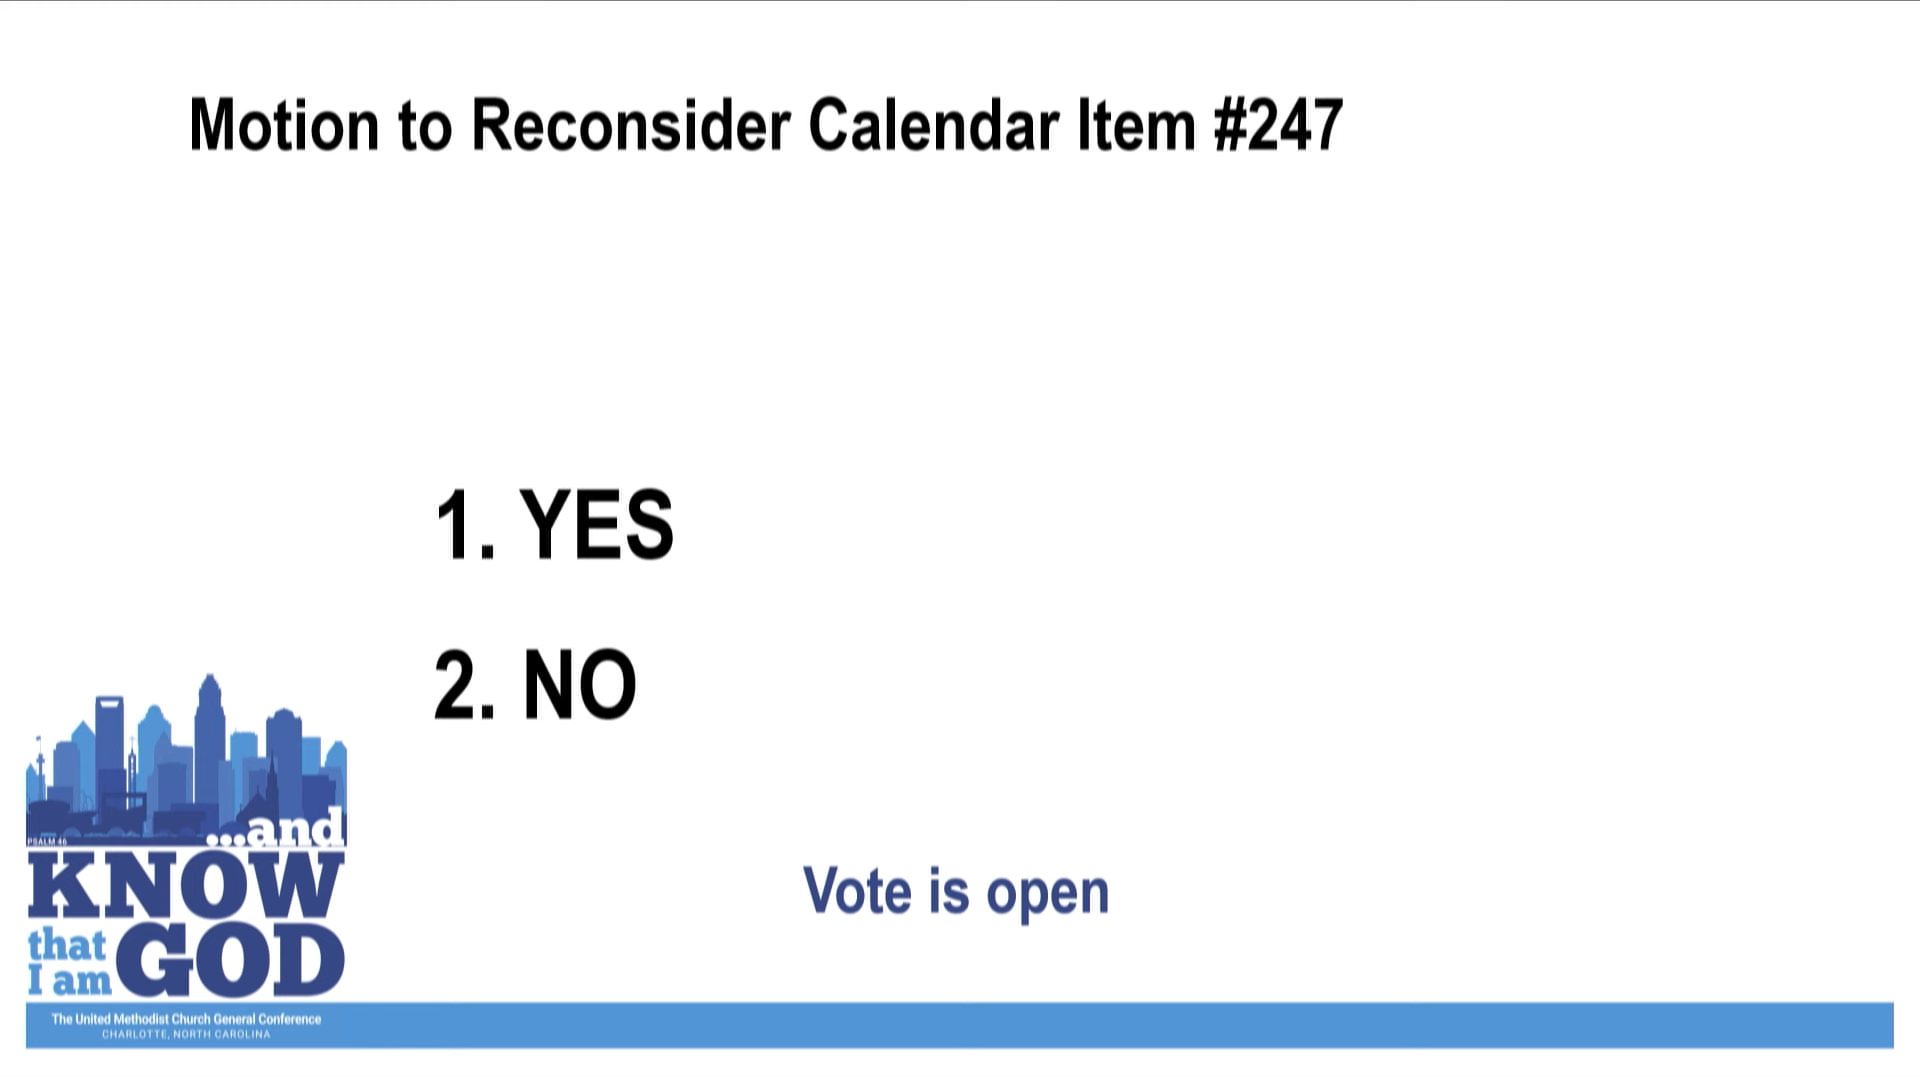 Motion to Reconsider Calendar Item #247
1. YES
2. NO
PSALM 46
...and
KNOW
that
I am
GOD
Vote is open
The United Methodist Church General Conference
CHARLOTTE, NORTH CAROLINA